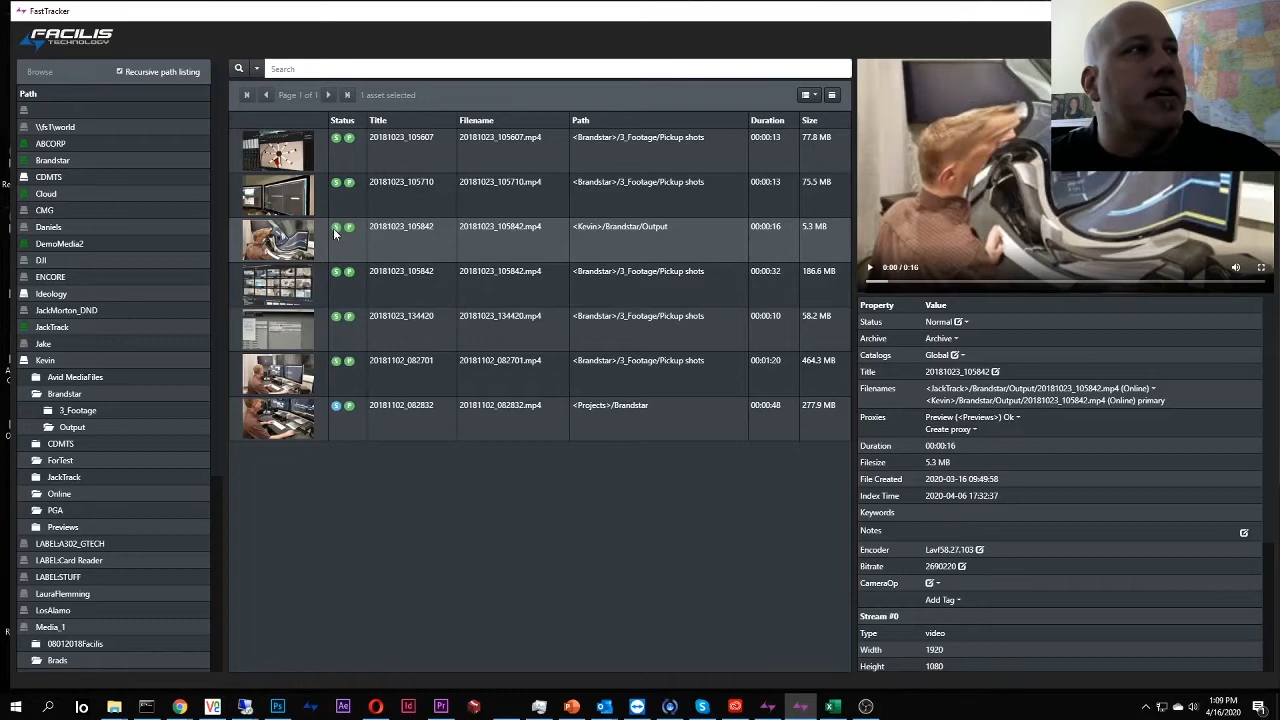 FastTracker
FACILIS
TECHNOLOGY
Browse
Recursive path listing
Path
\\fs1\world
ABCORP
Brandstar
CDMTS
Cloud
CMG
Daniels
DemoMedia2
DJI
ENCORE
Ideology
JackMorton_DND
JackTrack
Jake
Kevin
Avid MediaFiles
Brandstar
3_Footage
Output
CDMTS
ForTest
JackTrack
Online
PGA
Previews
LABEL:A302_GTECH
LABEL:Card Reader
LABEL:STUFF
LauraFlemming
LosAlamo
Media_1
08012018Facilis
Brads
Search
Page 1 of 1
1 asset selected
Status Title Filename Path Duration Size
S P 20181023_105607 20181023_105607.mp4 <Brandstar>/3_Footage/Pickup shots 00:00:13 77.8 MB
S P 20181023_105710 20181023_105710.mp4 <Brandstar>/3_Footage/Pickup shots 00:00:13 75.5 MB
S P 20181023_105842 20181023_105842.mp4 <Kevin>/Brandstar/Output 00:00:16 5.3 MB
S P 20181023_105842 20181023_105842.mp4 <Brandstar>/3_Footage/Pickup shots 00:00:32 186.6 MB
S P 20181023_134420 20181023_134420.mp4 <Brandstar>/3_Footage/Pickup shots 00:00:10 58.2 MB
S P 20181102_082701 20181102_082701.mp4 <Brandstar>/3_Footage/Pickup shots 00:01:20 464.3 MB
S P 20181102_082832 20181102_082832.mp4 <Projects>/Brandstar 00:00:48 277.9 MB
0:00 / 0:16
Property Value
Status Normal
Archive Archive
Catalogs Global
Title 20181023_105842
Filenames <JackTrack>/Brandstar/Output/20181023_105842.mp4 (Online)
<Kevin>/Brandstar/Output/20181023_105842.mp4 (Online) primary
Proxies Preview (<Previews>) Ok
Create proxy
Duration 00:00:16
Filesize 5.3 MB
File Created 2020-03-16 09:49:58
Index Time 2020-04-06 17:32:37
Keywords
Notes
Encoder Lavf58.27.103
Bitrate 2690220
CameraOp
Add Tag
Stream #0
Type video
Width 1920
Height 1080
Ps Ae Id Pr
1:09 PM
4/16/2020